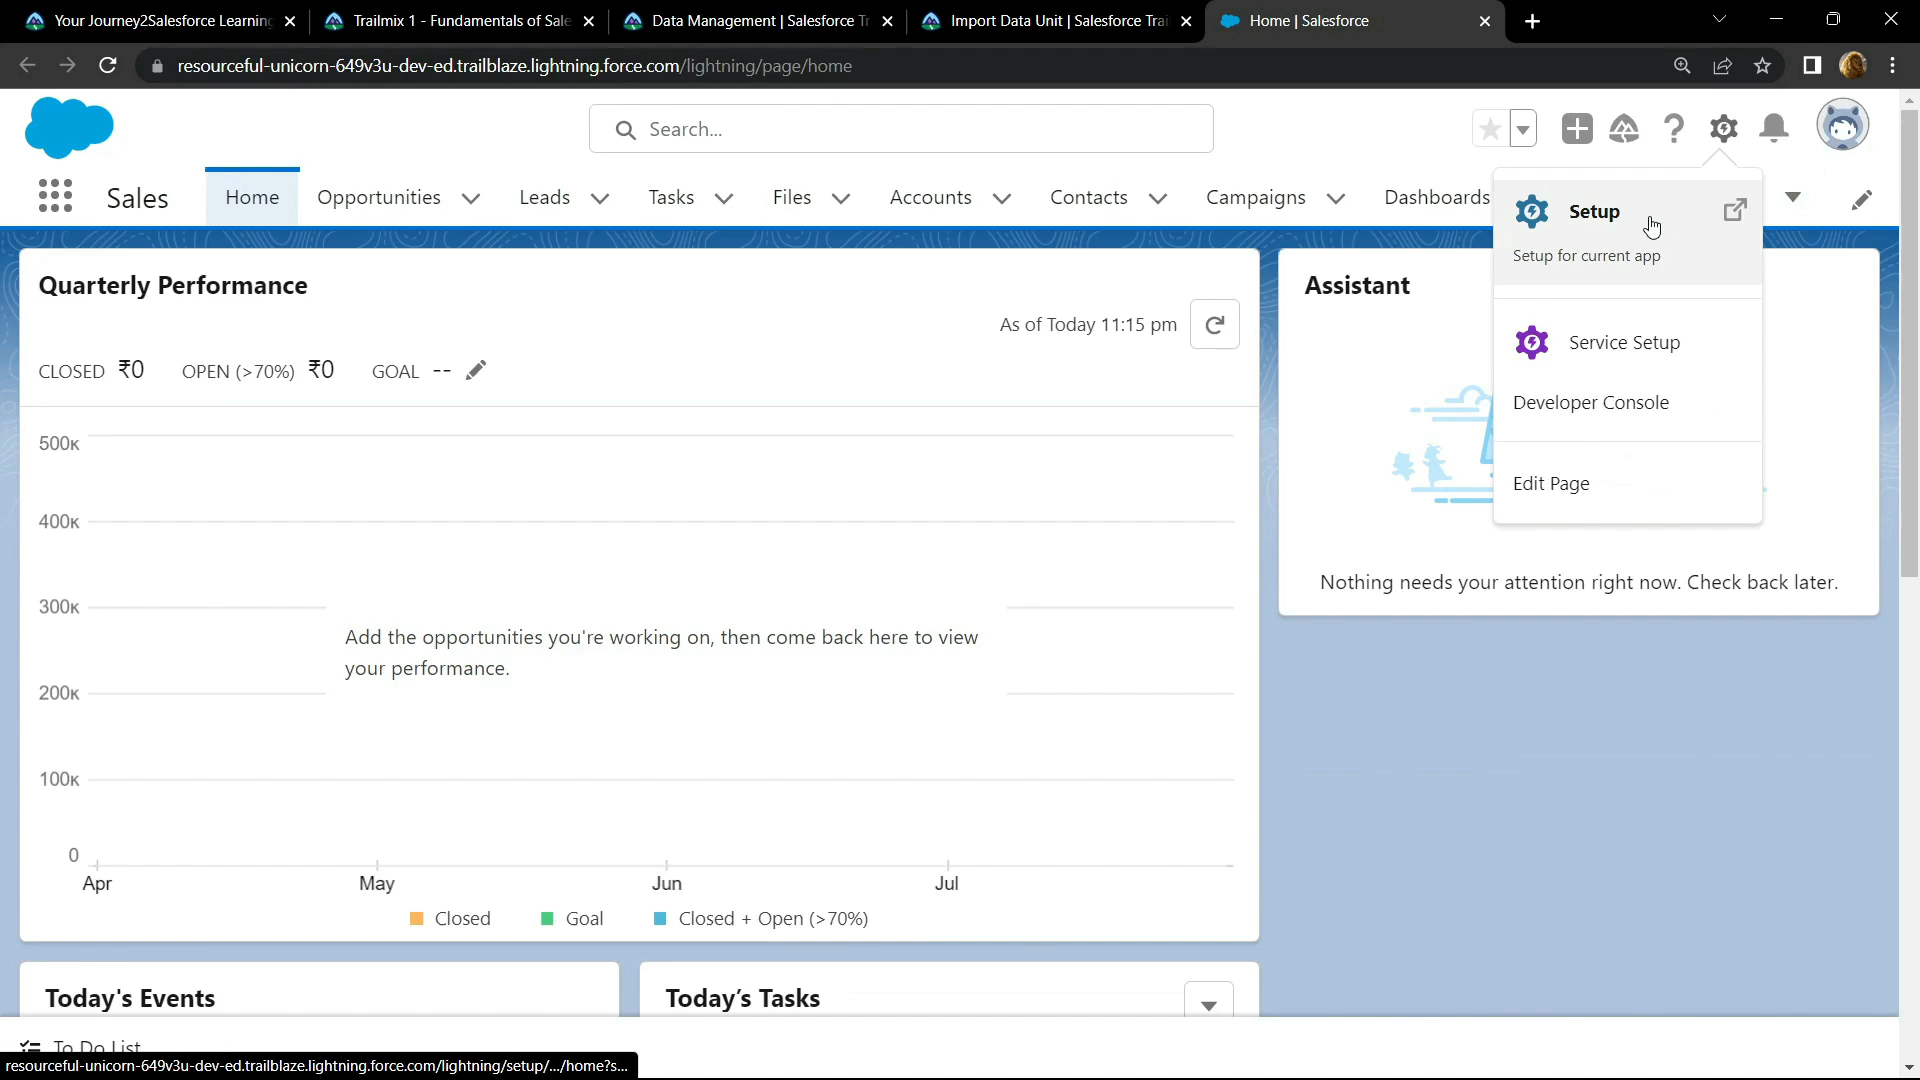 Your Journey2Salesforce Learning
Trailmix 1 - Fundamentals of Sale
Data Management | Salesforce Tr
Import Data Unit | Salesforce Trai
Home | Salesforce
resourceful-unicorn-649v3u-dev-ed.trailblaze.lightning.force.com/lightning/page/home
Search...
Sales
Home
Opportunities
Leads
Tasks
Files
Accounts
Contacts
Campaigns
Dashboards
Setup
Setup for current app
Service Setup
Developer Console
Edit Page
Quarterly Performance
As of Today 11:15 pm
CLOSED ₹0 OPEN (>70%) ₹0 GOAL --
500K
400K
300K
200K
100K
0
Add the opportunities you're working on, then come back here to view
your performance.
Apr May Jun Jul
Closed Goal Closed + Open (>70%)
Assistant
Nothing needs your attention right now. Check back later.
Today's Events
Today's Tasks
To Do List
resourceful-unicorn-649v3u-dev-ed.trailblaze.lightning.force.com/lightning/setup/.../home?s...